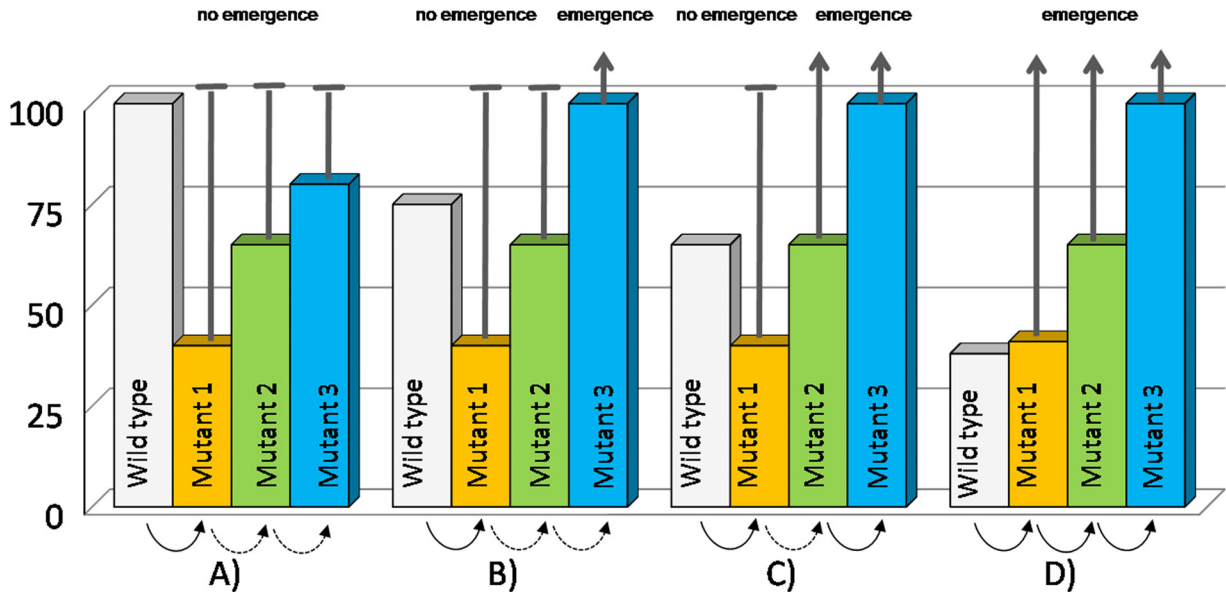 no emergence
no emergence emergence
no emergence emergence
emergence
100
75
50
25
0
Wild type
Mutant 1
Mutant 2
Mutant 3
Wild type
Mutant 1
Mutant 2
Mutant 3
Wild type
Mutant 1
Mutant 2
Mutant 3
Wild type
Mutant 1
Mutant 2
Mutant 3
A)
B)
C)
D)